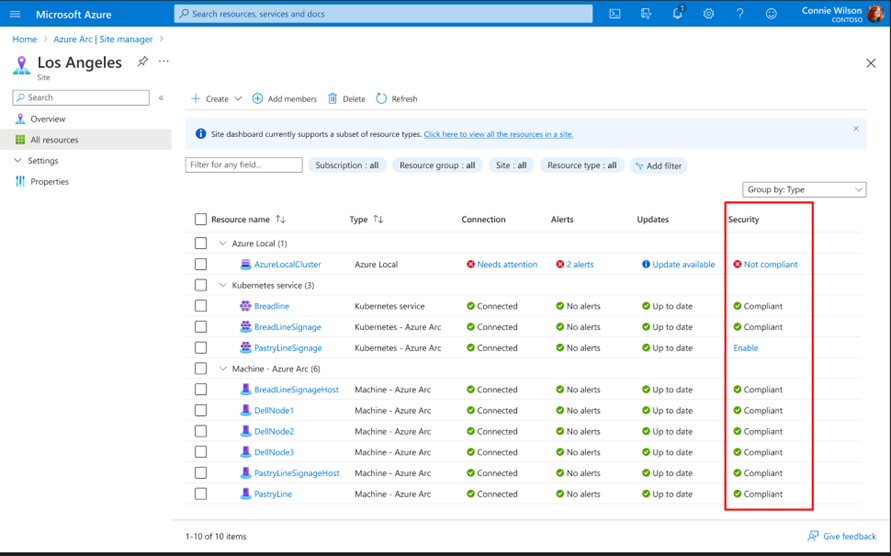 Microsoft Azure
Search resources, services and docs
1
Connie Wilson
CONTOSO
Home > Azure Arc | Site manager >
Los Angeles
Site
Search
«
Overview
All resources
Settings
Properties
Create
Add members
Delete
Refresh
Site dashboard currently supports a subset of resource types. Click here to view all the resources in a site.
Filter for any field...
Subscription : all
Resource group : all
Site : all
Resource type : all
Add filter
Group by: Type
Resource name Type Connection Alerts Updates Security
Azure Local (1)
AzureLocalCluster Azure Local Needs attention 2 alerts Update available Not compliant
Kubernetes service (3)
Breadline Kubernetes service Connected No alerts Up to date Compliant
BreadLineSignage Kubernetes - Azure Arc Connected No alerts Up to date Compliant
PastryLineSignage Kubernetes - Azure Arc Connected No alerts Up to date Enable
Machine - Azure Arc (6)
BreadLineSignageHost Machine - Azure Arc Connected No alerts Up to date Compliant
DellNode1 Machine - Azure Arc Connected No alerts Up to date Compliant
DellNode2 Machine - Azure Arc Connected No alerts Up to date Compliant
DellNode3 Machine - Azure Arc Connected No alerts Up to date Compliant
PastryLineSignageHost Machine - Azure Arc Connected No alerts Up to date Compliant
PastryLine Machine - Azure Arc Connected No alerts Up to date Compliant
1-10 of 10 items
Give feedback